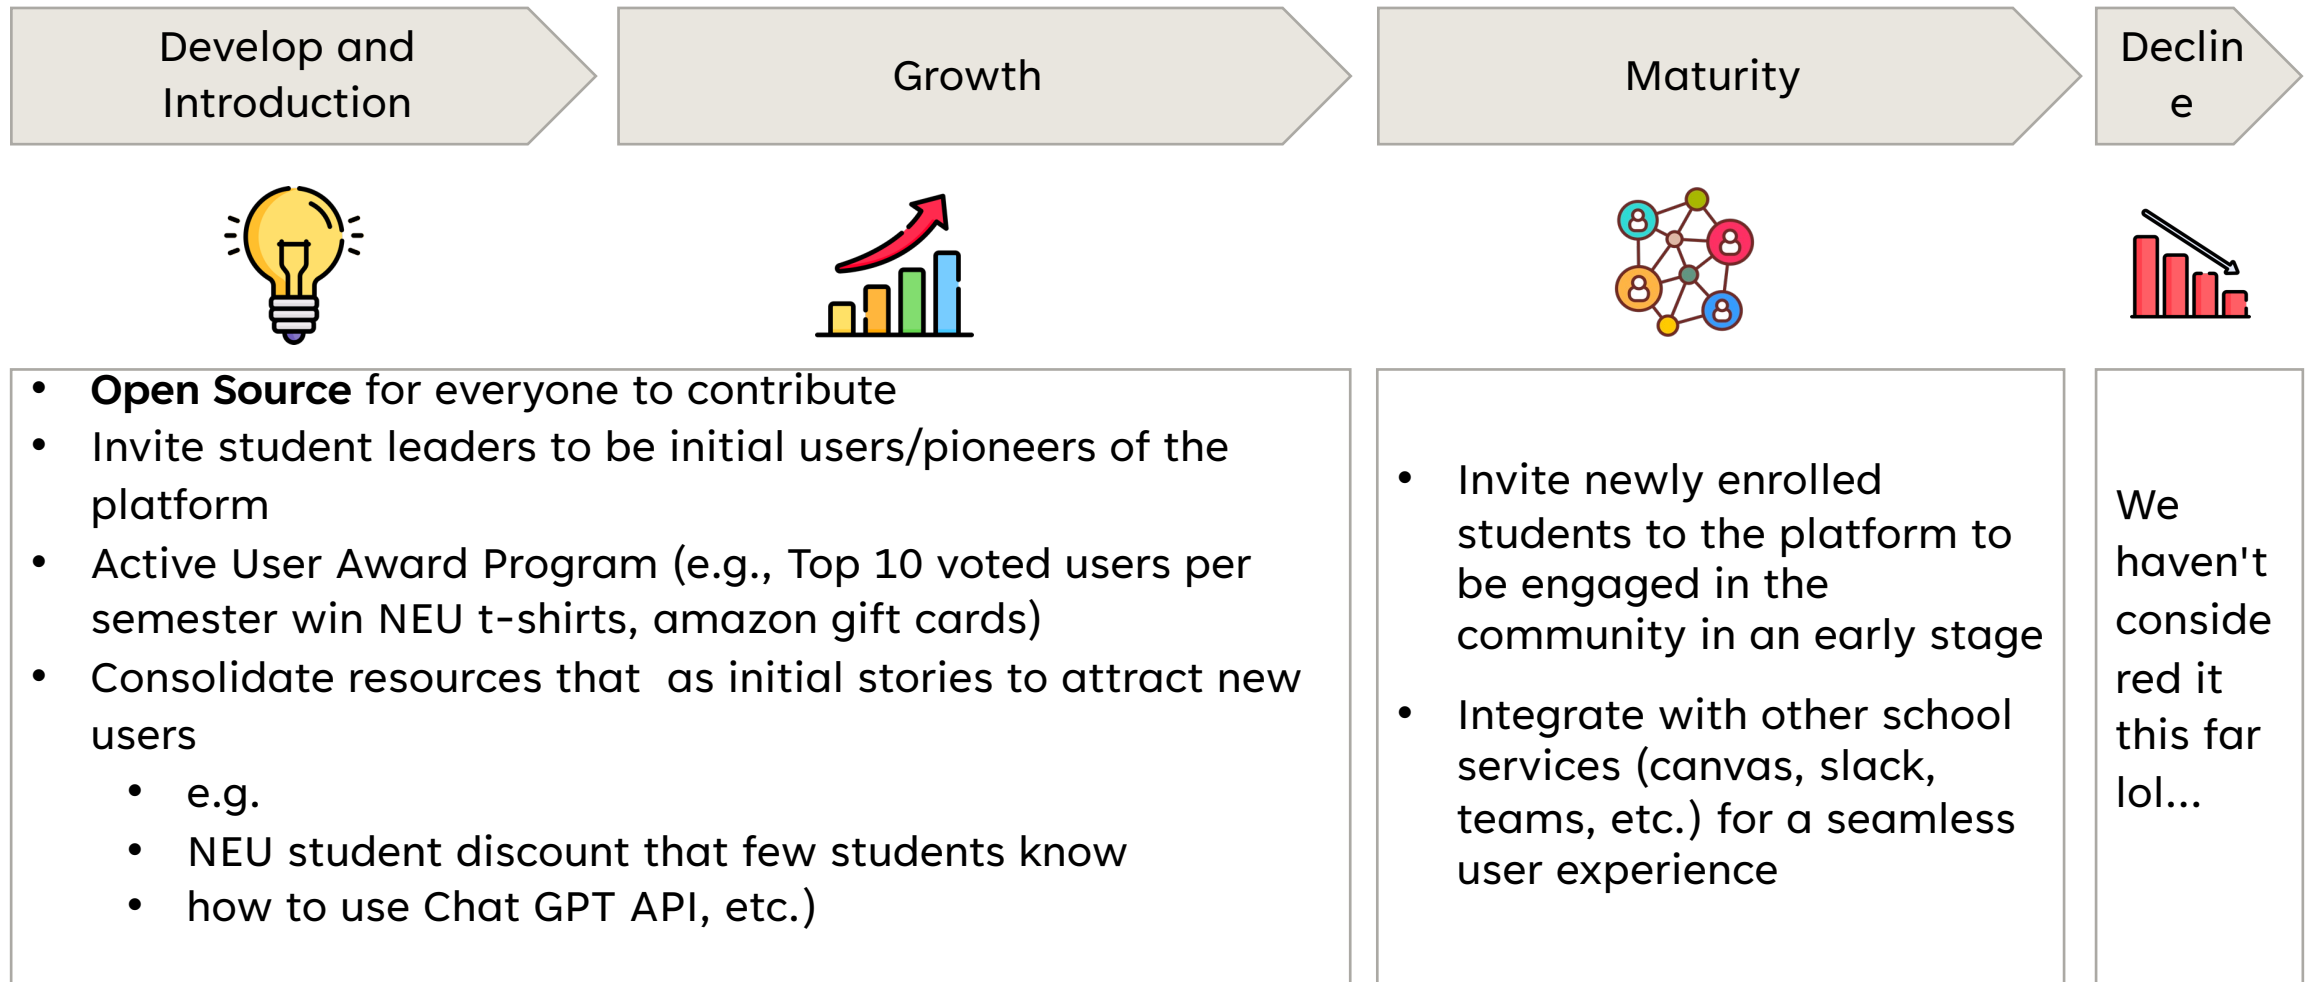 Develop and
Introduction
Growth
Maturity
Declin
e
• Open Source for everyone to contribute
• Invite student leaders to be initial users/pioneers of the
platform
• Active User Award Program (e.g., Top 10 voted users per
semester win NEU t-shirts, amazon gift cards)
• Consolidate resources that  as initial stories to attract new
users
• e.g.
• NEU student discount that few students know
• how to use Chat GPT API, etc.)
• Invite newly enrolled
students to the platform to
be engaged in the
community in an early stage
• Integrate with other school
services (canvas, slack,
teams, etc.) for a seamless
user experience
We
haven't
conside
red it
this far
lol...